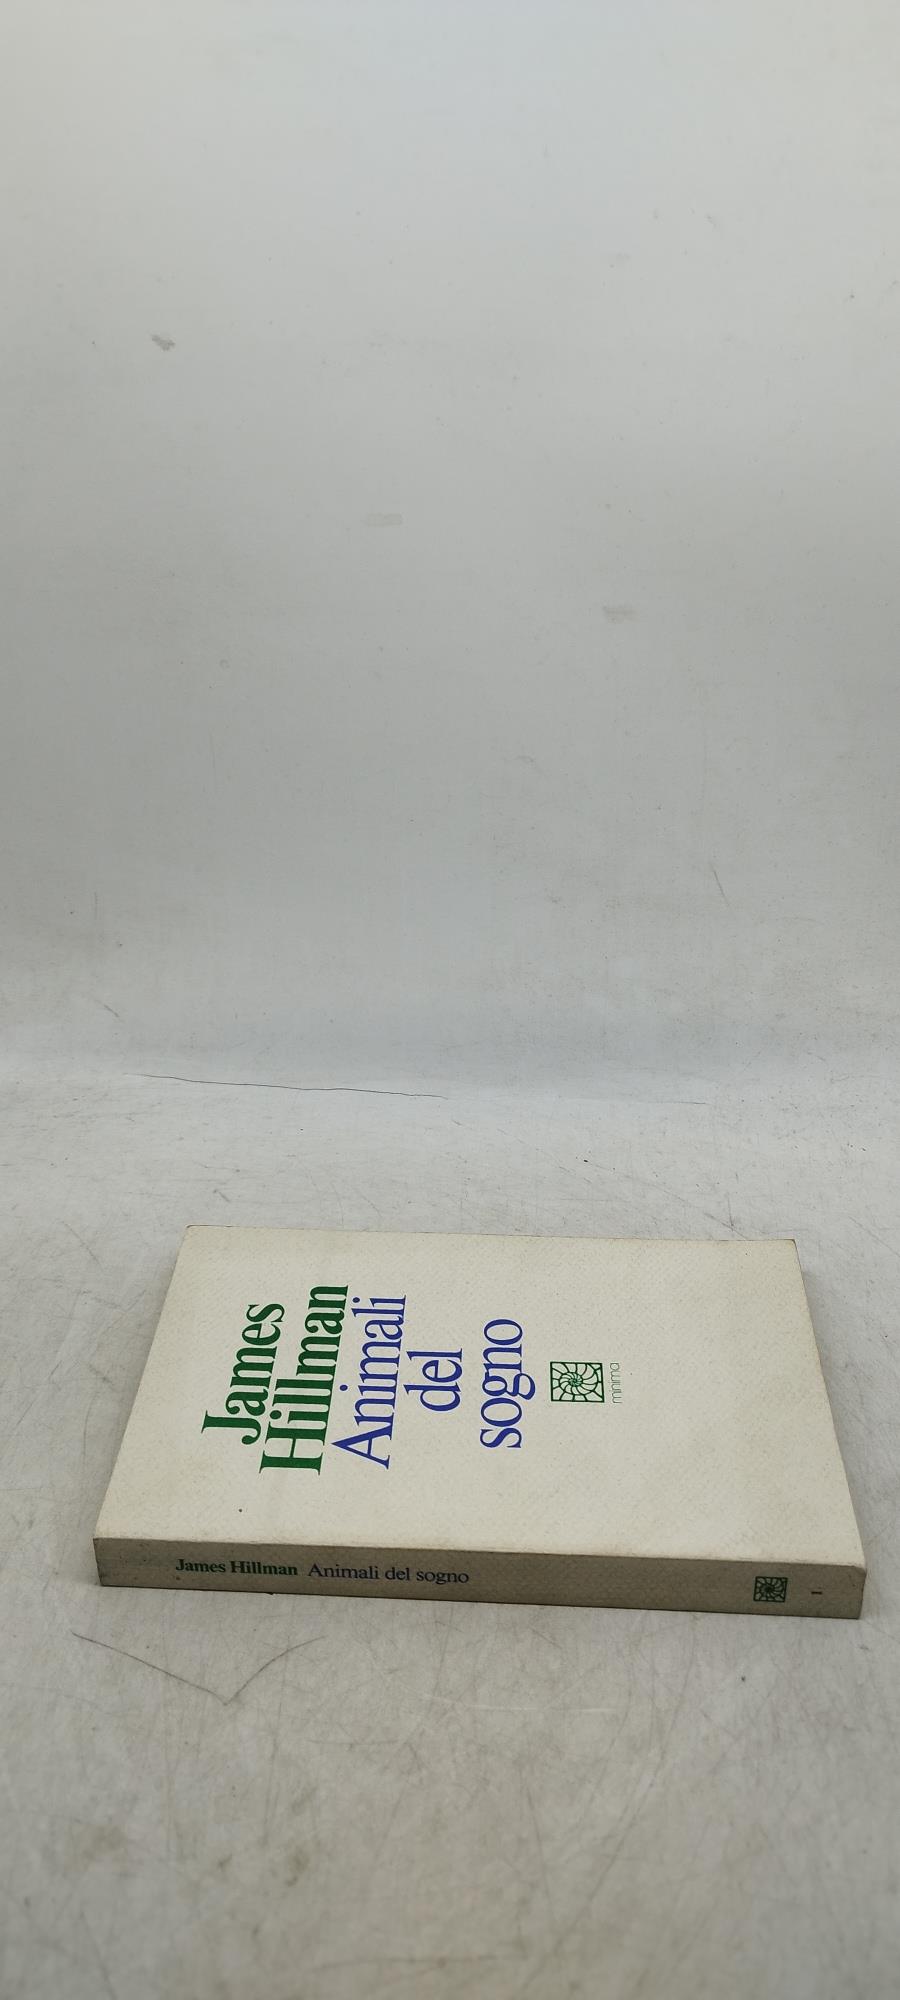 James
Hillman
Animali
del
sogno
minima
James Hillman Animali del sogno
1